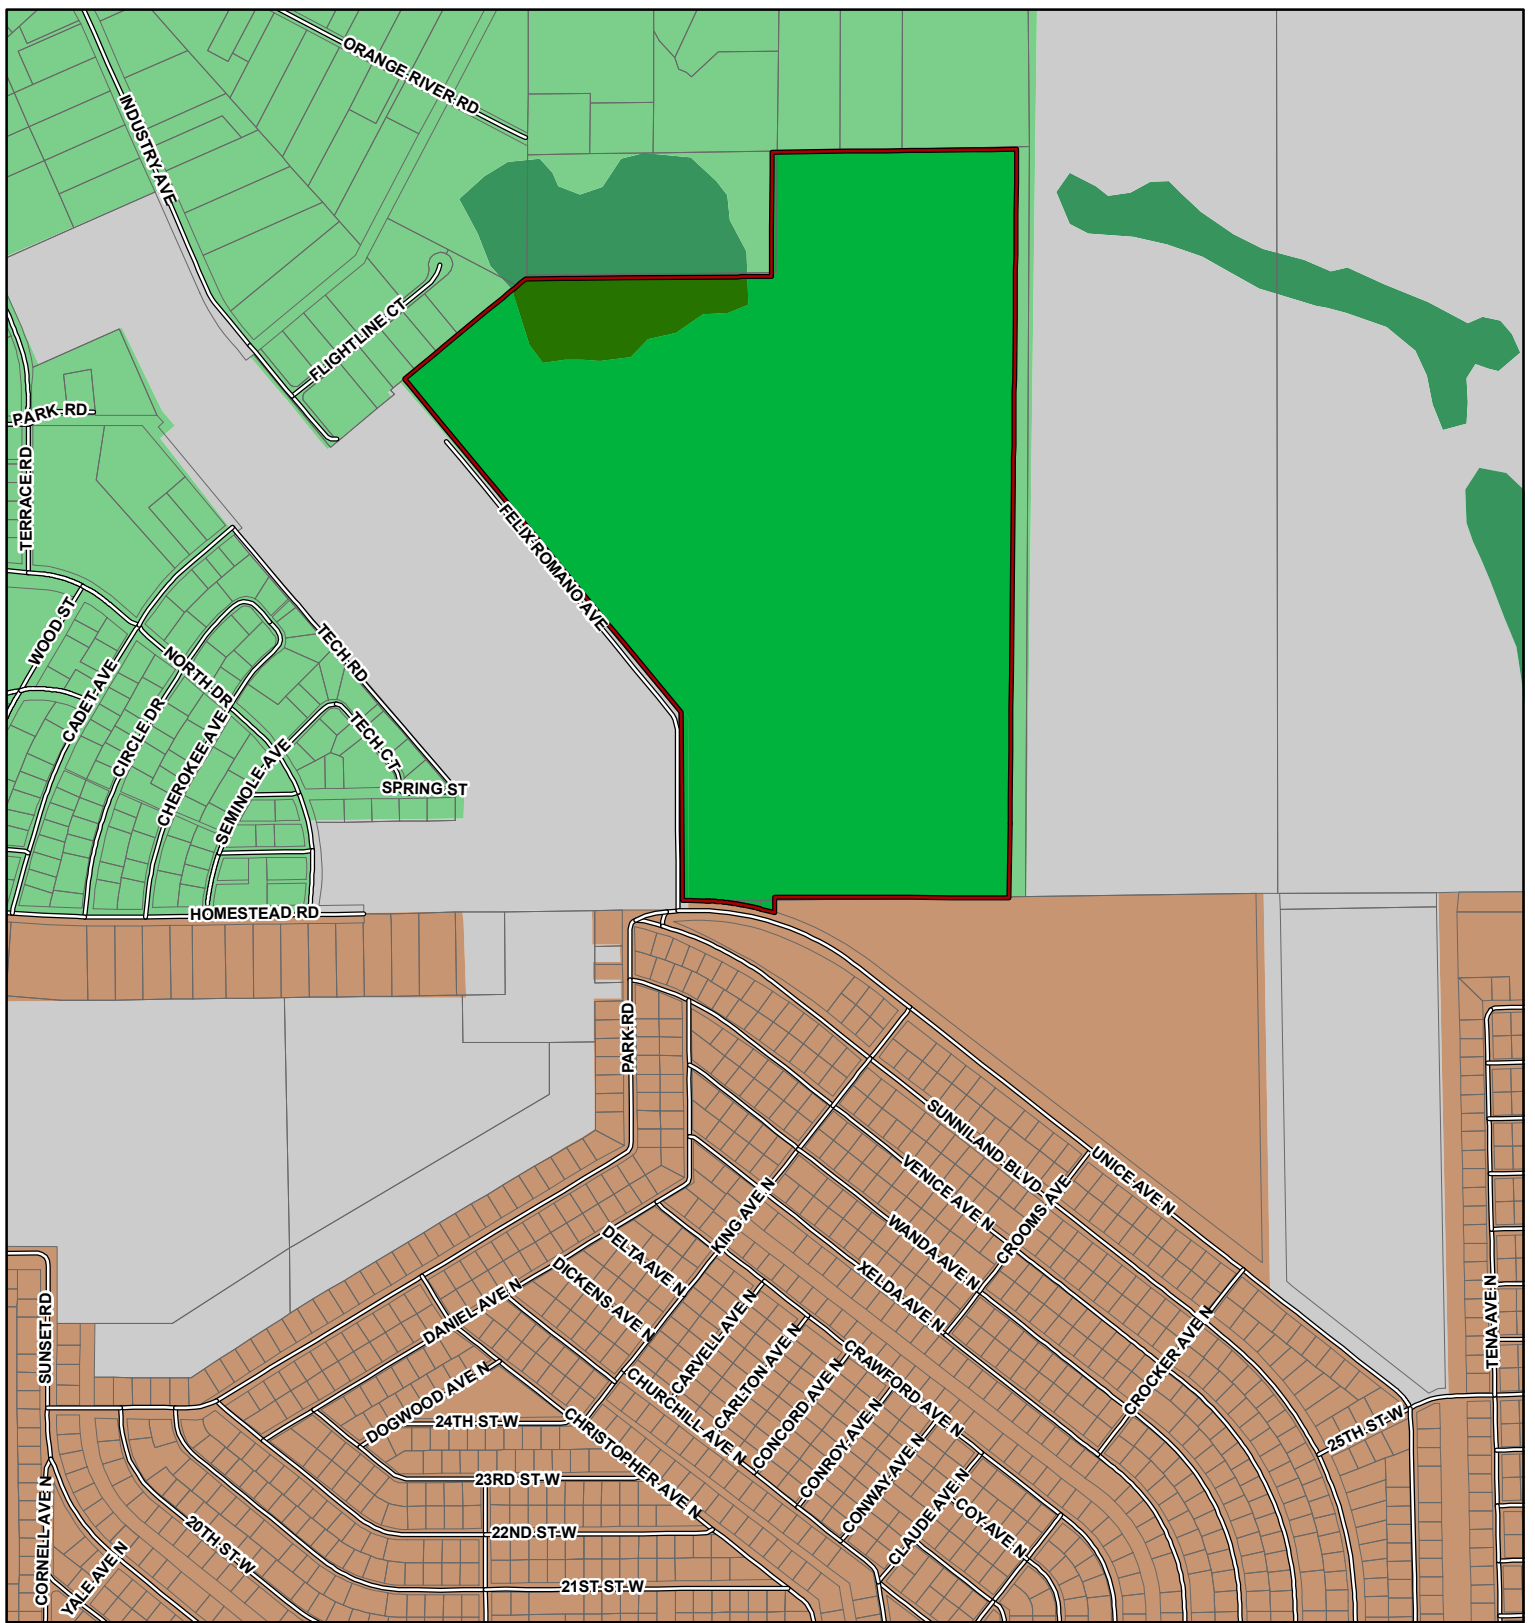 ORANGE RIVER RD
INDUSTRY AVE
FLIGHTLINE CT
PARK RD
TERRACE RD
FELIX ROMANO AVE
WOOD ST
CADET AVE
NORTH DR
TECH RD
CIRCLE DR
CHEROKEE AVE
SEMINOLE AVE
TECH CT
SPRING ST
HOMESTEAD RD
PARK RD
SUNNILAND BLVD
UNICE AVE N
VENICE AVE N
CROOMS AVE
KING AVE N
WANDA AVE N
DELTA AVE N
DICKENS AVE N
XELDA AVE N
DANIEL AVE N
SUNSET RD
TENA AVE N
CARVELL AVE N
CARLTON AVE N
CRAWFORD AVE N
CROCKER AVE N
CONCORD AVE N
DOGWOOD AVE N
CHURCHILL AVE N
24TH ST W
CHRISTOPHER AVE N
25TH ST W
CONROY AVE N
CONWAY AVE N
23RD ST W
CLAUDE AVE N
COY AVE N
22ND ST W
20TH ST W
CORNELL AVE N
YALE AVE N
21ST ST W